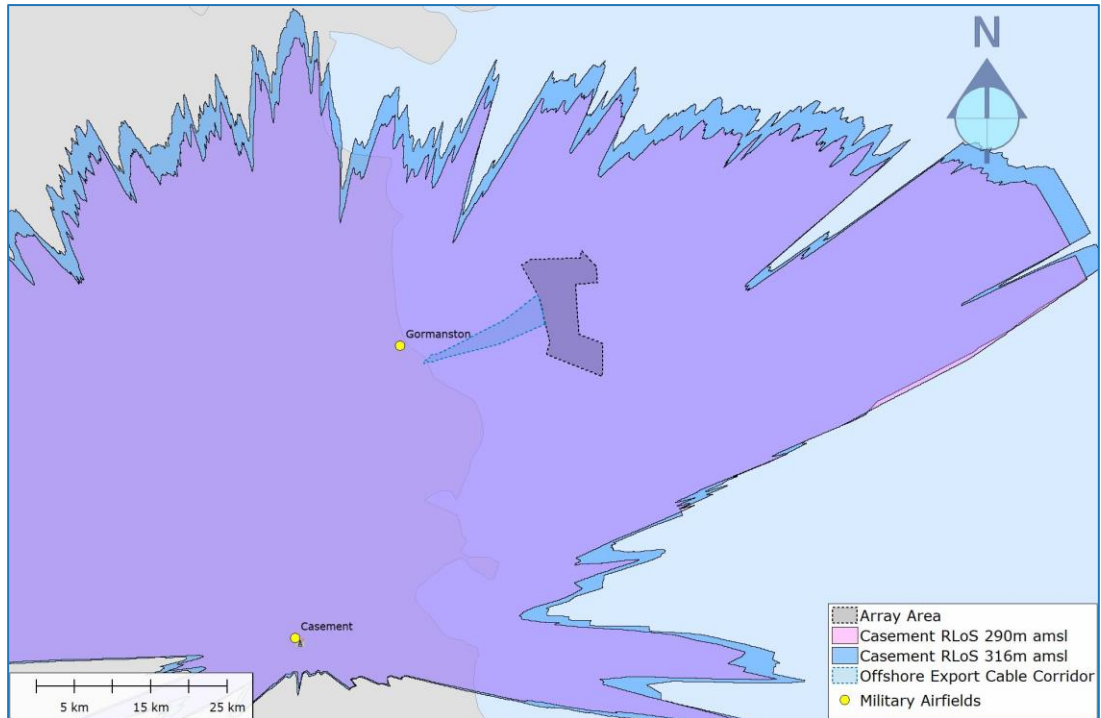 N
Gormanston
Casement
Array Area
Casement RLoS 290m amsl
Casement RLoS 316m amsl
Offshore Export Cable Corridor
Military Airfields
5 km 15 km 25 km